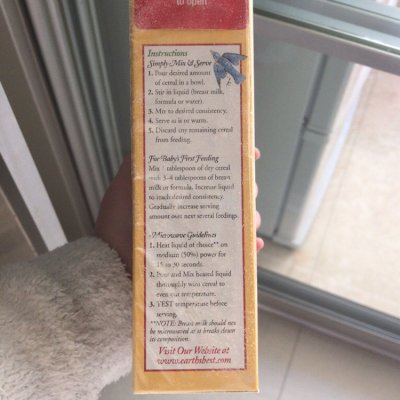 to open
Instructions
Simply Mix & Serve
1. Pour desired amount
of cereal in a bowl.
2. Stir in liquid (breast milk,
formula or water).
3. Mix to desired consistency.
4. Serve as is or warm.
5. Discard any remaining cereal
from feeding.
For Baby's First Feeding
Mix 1 tablespoon of dry cereal
with 3-4 tablespoons of breast
milk or formula. Increase liquid
to reach desired consistency.
Gradually increase serving
amount over next several feedings.
Microwave Guidelines
1. Heat liquid of choice** on
medium (50%) power for
15 to 30 seconds.
2. Pour and Mix heated liquid
thoroughly into cereal to
even out temperature.
3. TEST temperature before
serving.
**NOTE: Breast milk should not
be microwaved as it breaks down
its composition.
Visit Our Website at
www.earthsbest.com